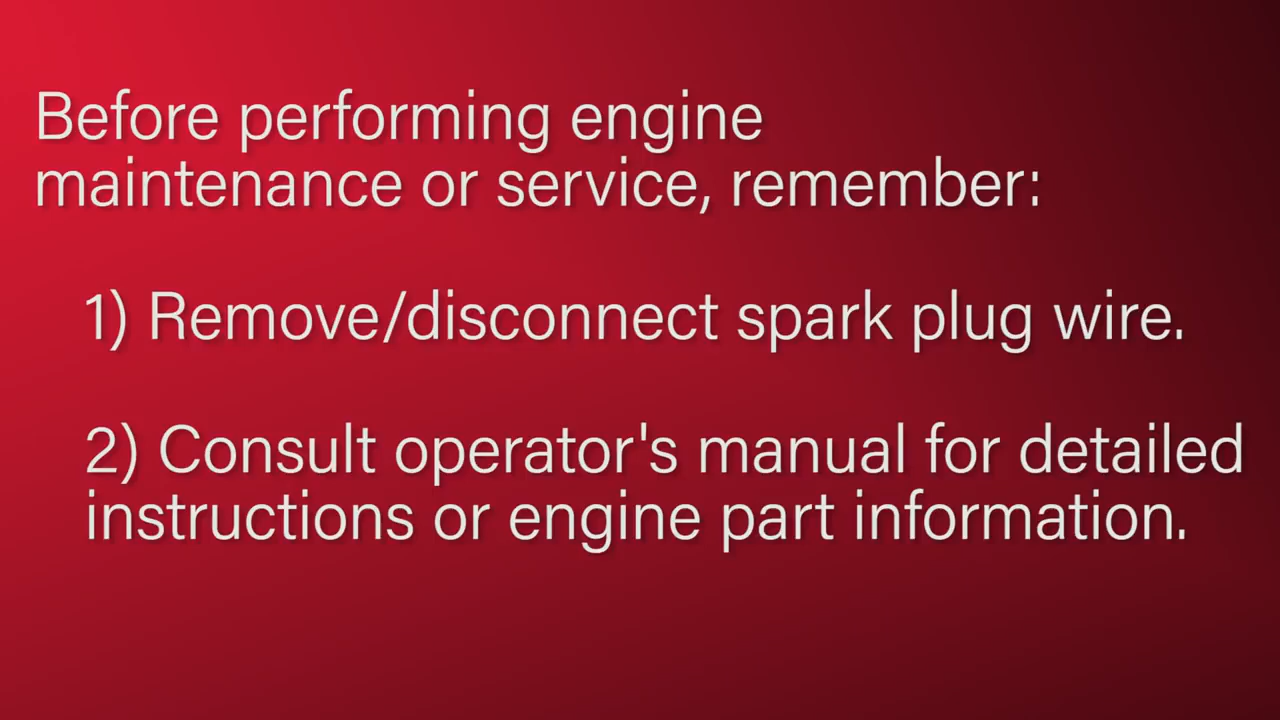 Before performing engine
maintenance or service, remember:
1) Remove/disconnect spark plug wire.
2) Consult operator's manual for detailed
instructions or engine part information.